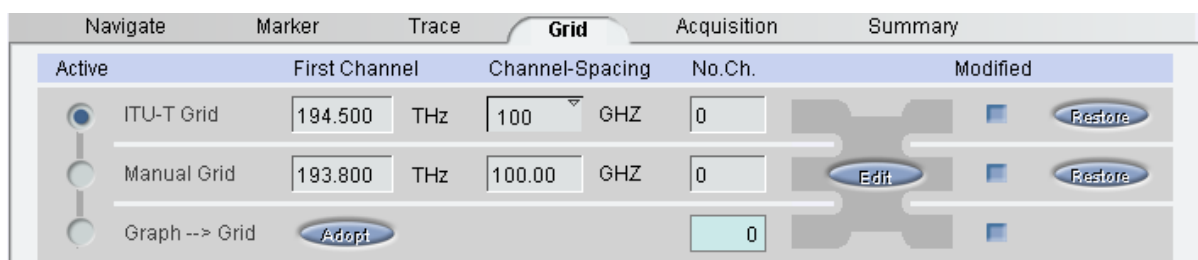 Navigate Marker Trace Grid Acquisition Summary
Active First Channel Channel-Spacing No.Ch. Modified
ITU-T Grid 194.500 THz 100 GHZ 0 Restore
Manual Grid 193.800 THz 100.00 GHZ 0 Edit Restore
Graph --> Grid Adopt 0